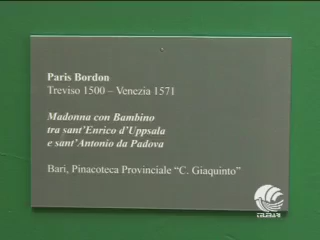 Paris Bordon
Treviso 1500 – Venezia 1571
Madonna con Bambino
tra sant'Enrico d'Uppsala
e sant'Antonio da Padova
Bari, Pinacoteca Provinciale “C. Giaquinto”
TELEBARI